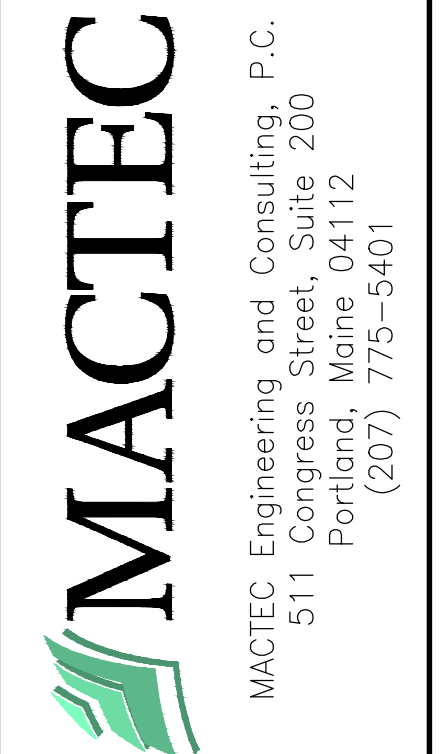 MACTEC
MACTEC Engineering and Consulting, P.C.
511 Congress Street, Suite 200
Portland, Maine 04112
(207) 775-5401